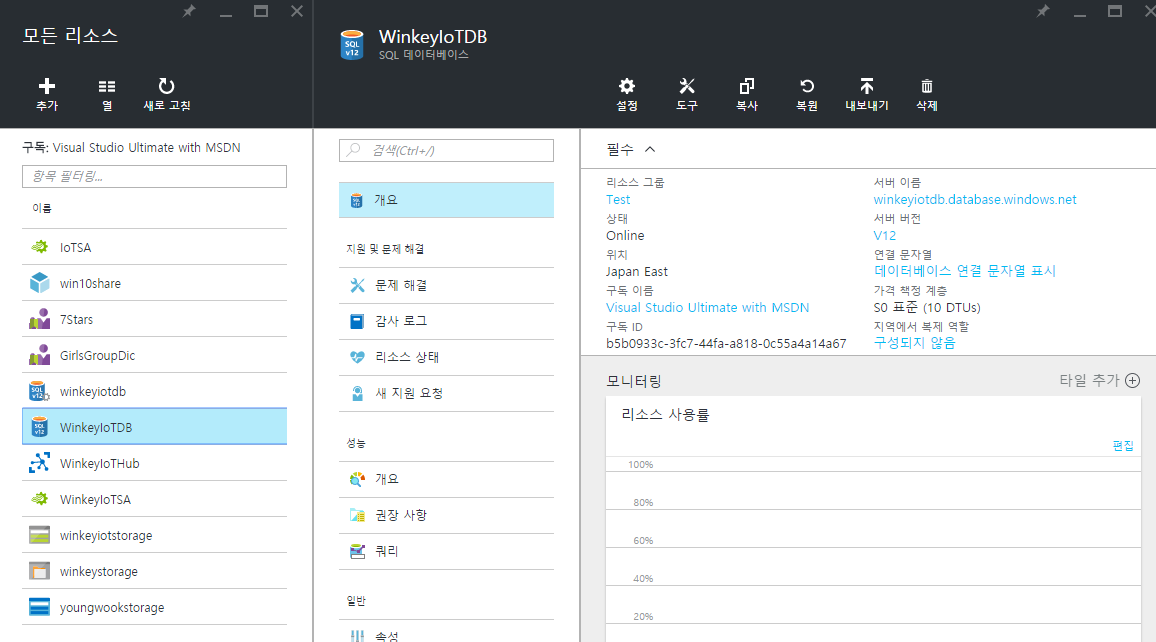 모든 리소스
추가
열
새로 고침
구독: Visual Studio Ultimate with MSDN
항목 필터링...
이름
IoTSA
win10share
7Stars
GirlsGroupDic
winkeyiotdb
WinkeyIoTDB
WinkeyIoTHub
WinkeyIoTSA
winkeyiotstorage
winkeystorage
youngwookstorage
WinkeyIoTDB
SQL 데이터베이스
설정
도구
복사
복원
내보내기
삭제
검색(Ctrl+/)
개요
지원 및 문제 해결
문제 해결
감사 로그
리소스 상태
새 지원 요청
성능
개요
권장 사항
쿼리
일반
속성
필수
리소스 그룹
Test
상태
Online
위치
Japan East
구독 이름
Visual Studio Ultimate with MSDN
구독 ID
b5b0933c-3fc7-44fa-a818-0c55a4a14a67
서버 이름
winkeyiotdb.database.windows.net
서버 버전
V12
연결 문자열
데이터베이스 연결 문자열 표시
가격 책정 계층
S0 표준 (10 DTUs)
지역에서 복제 역할
구성되지 않음
모니터링
타일 추가
리소스 사용률
편집
100%
80%
60%
40%
20%